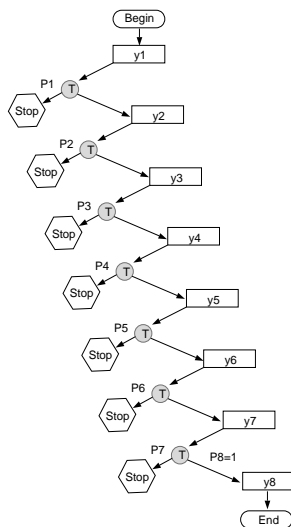 Begin
y1
P1
T
Stop
y2
P2
T
Stop
y3
P3
T
Stop
y4
P4
T
Stop
y5
P5
T
Stop
y6
P6
T
Stop
y7
P7
T
P8=1
Stop
y8
End